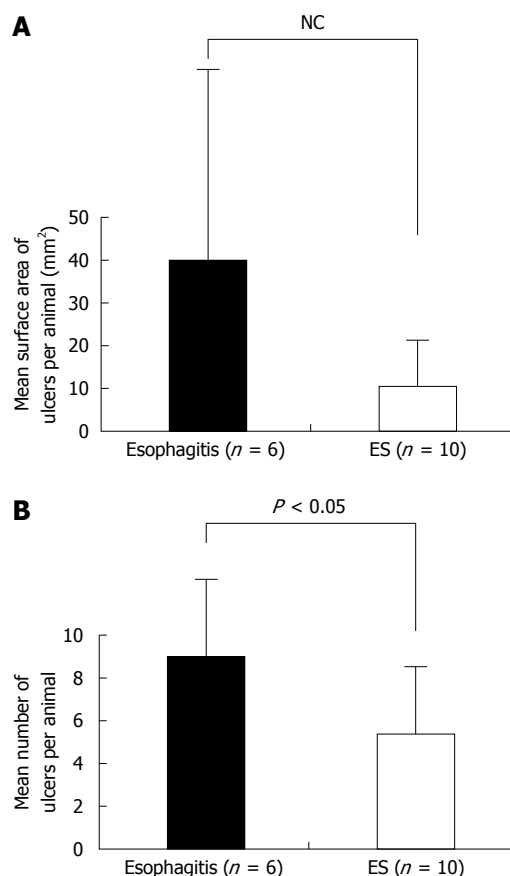 A
NC
Mean surface area of
ulcers per animal (mm²)
50
40
30
20
10
0
Esophagitis (n = 6)
ES (n = 10)
B
P < 0.05
Mean number of
ulcers per animal
10
8
6
4
2
0
Esophagitis (n = 6)
ES (n = 10)